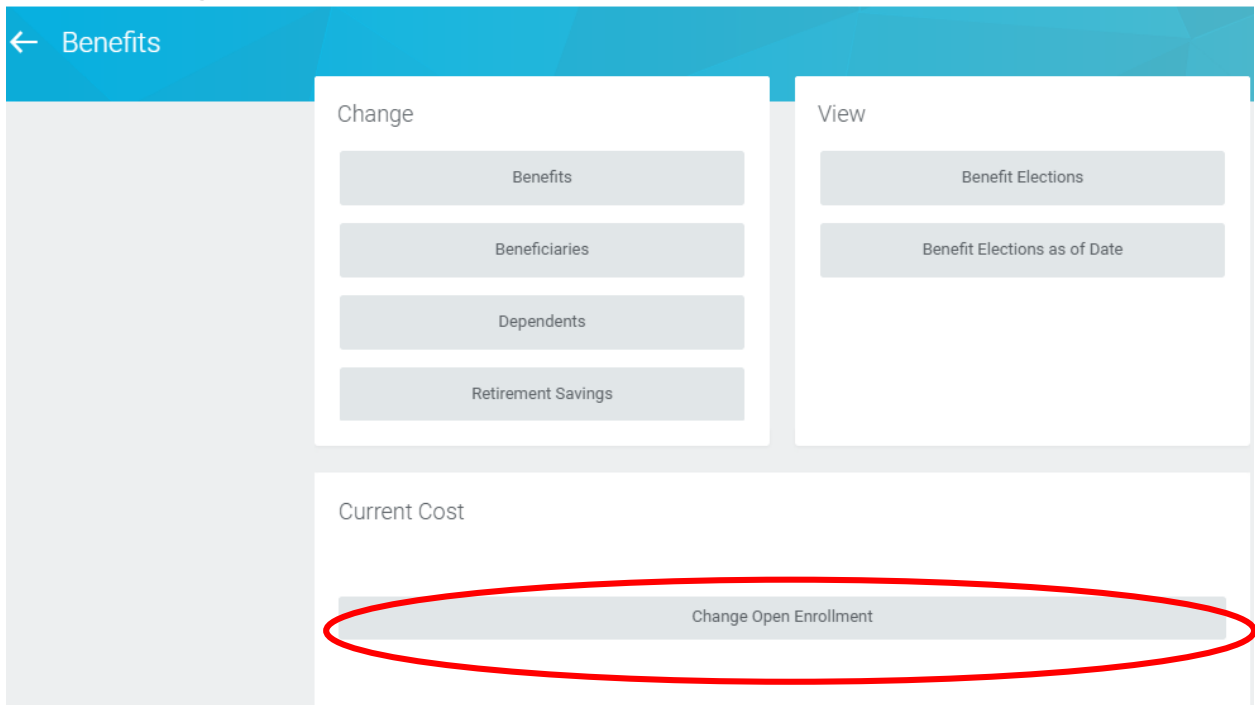 Benefits
Change
Benefits
Beneficiaries
Dependents
Retirement Savings
View
Benefit Elections
Benefit Elections as of Date
Current Cost
Change Open Enrollment